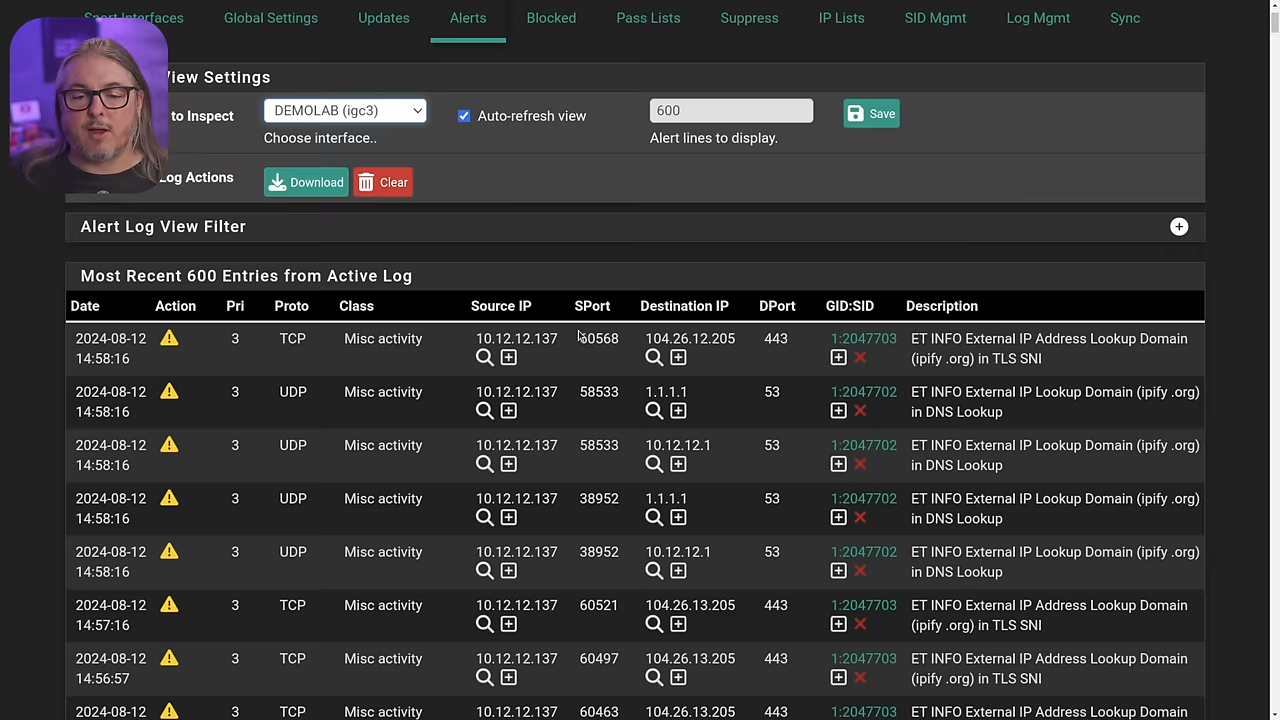 Snort Interfaces Global Settings Updates Alerts Blocked Pass Lists Suppress IP Lists SID Mgmt Log Mgmt Sync
View Settings
to Inspect DEMOLAB (igc3) Auto-refresh view 600 Save
Choose interface.. Alert lines to display.
Log Actions Download Clear
Alert Log View Filter
Most Recent 600 Entries from Active Log
Date Action Pri Proto Class Source IP SPort Destination IP DPort GID:SID Description
2024-08-12 3 TCP Misc activity 10.12.12.137 60568 104.26.12.205 443 1:2047703 ET INFO External IP Address Lookup Domain
14:58:16 (ipify .org) in TLS SNI
2024-08-12 3 UDP Misc activity 10.12.12.137 58533 1.1.1.1 53 1:2047702 ET INFO External IP Lookup Domain (ipify .org)
14:58:16 in DNS Lookup
2024-08-12 3 UDP Misc activity 10.12.12.137 58533 10.12.12.1 53 1:2047702 ET INFO External IP Lookup Domain (ipify .org)
14:58:16 in DNS Lookup
2024-08-12 3 UDP Misc activity 10.12.12.137 38952 1.1.1.1 53 1:2047702 ET INFO External IP Lookup Domain (ipify .org)
14:58:16 in DNS Lookup
2024-08-12 3 UDP Misc activity 10.12.12.137 38952 10.12.12.1 53 1:2047702 ET INFO External IP Lookup Domain (ipify .org)
14:58:16 in DNS Lookup
2024-08-12 3 TCP Misc activity 10.12.12.137 60521 104.26.13.205 443 1:2047703 ET INFO External IP Address Lookup Domain
14:57:16 (ipify .org) in TLS SNI
2024-08-12 3 TCP Misc activity 10.12.12.137 60497 104.26.13.205 443 1:2047703 ET INFO External IP Address Lookup Domain
14:56:57 (ipify .org) in TLS SNI
2024-08-12 3 TCP Misc activity 10.12.12.137 60463 104.26.13.205 443 1:2047703 ET INFO External IP Address Lookup Domain